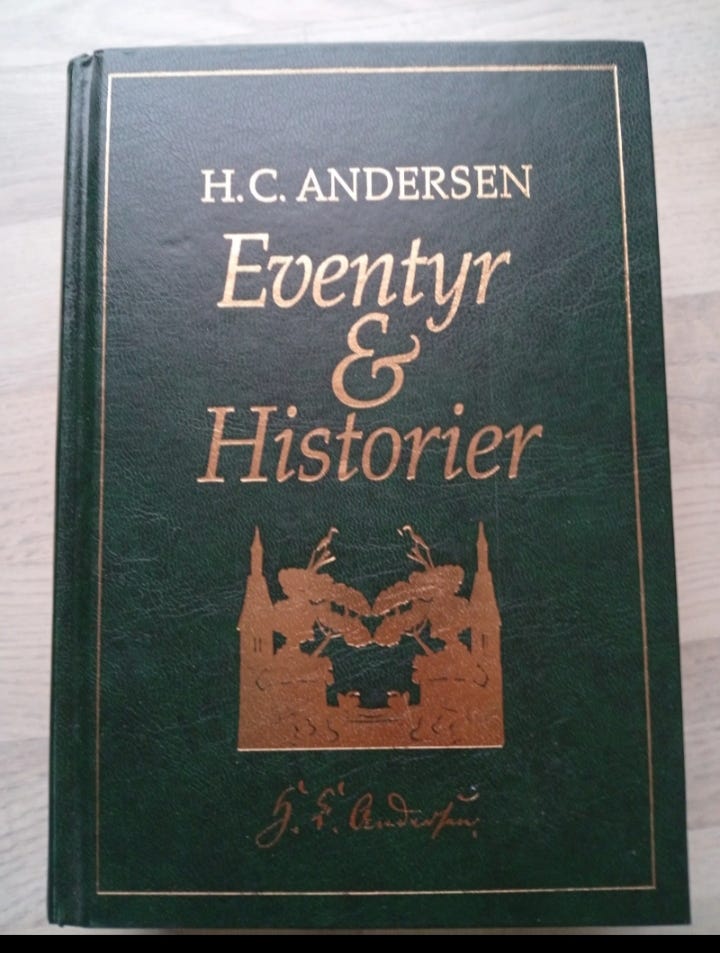 H.C. ANDERSEN
Eventyr
&
Historier
H. C. Andersen.